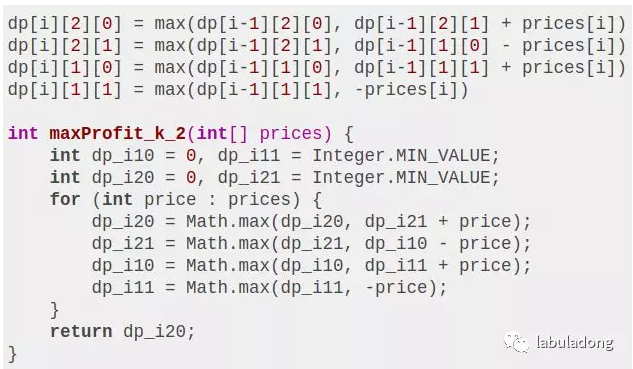 dp[i][2][0] = max(dp[i-1][2][0], dp[i-1][2][1] + prices[i])
dp[i][2][1] = max(dp[i-1][2][1], dp[i-1][1][0] - prices[i])
dp[i][1][0] = max(dp[i-1][1][0], dp[i-1][1][1] + prices[i])
dp[i][1][1] = max(dp[i-1][1][1], -prices[i])

int maxProfit_k_2(int[] prices) {
    int dp_i10 = 0, dp_i11 = Integer.MIN_VALUE;
    int dp_i20 = 0, dp_i21 = Integer.MIN_VALUE;
    for (int price : prices) {
        dp_i20 = Math.max(dp_i20, dp_i21 + price);
        dp_i21 = Math.max(dp_i21, dp_i10 - price);
        dp_i10 = Math.max(dp_i10, dp_i11 + price);
        dp_i11 = Math.max(dp_i11, -price);
    }
    return dp_i20;
}
labuladong